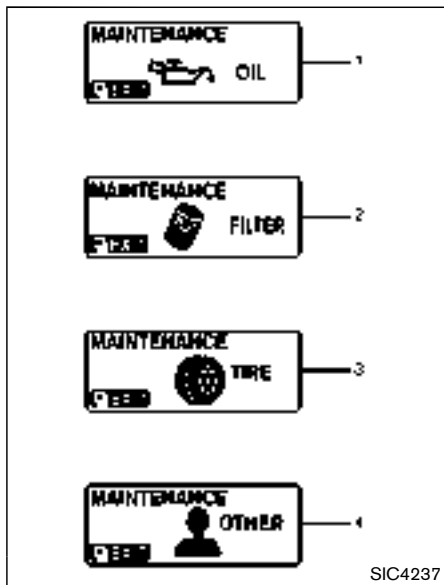 MAINTENANCE
OIL
1
MAINTENANCE
FILTER
2
MAINTENANCE
TIRE
3
MAINTENANCE
OTHER
4
SIC4237